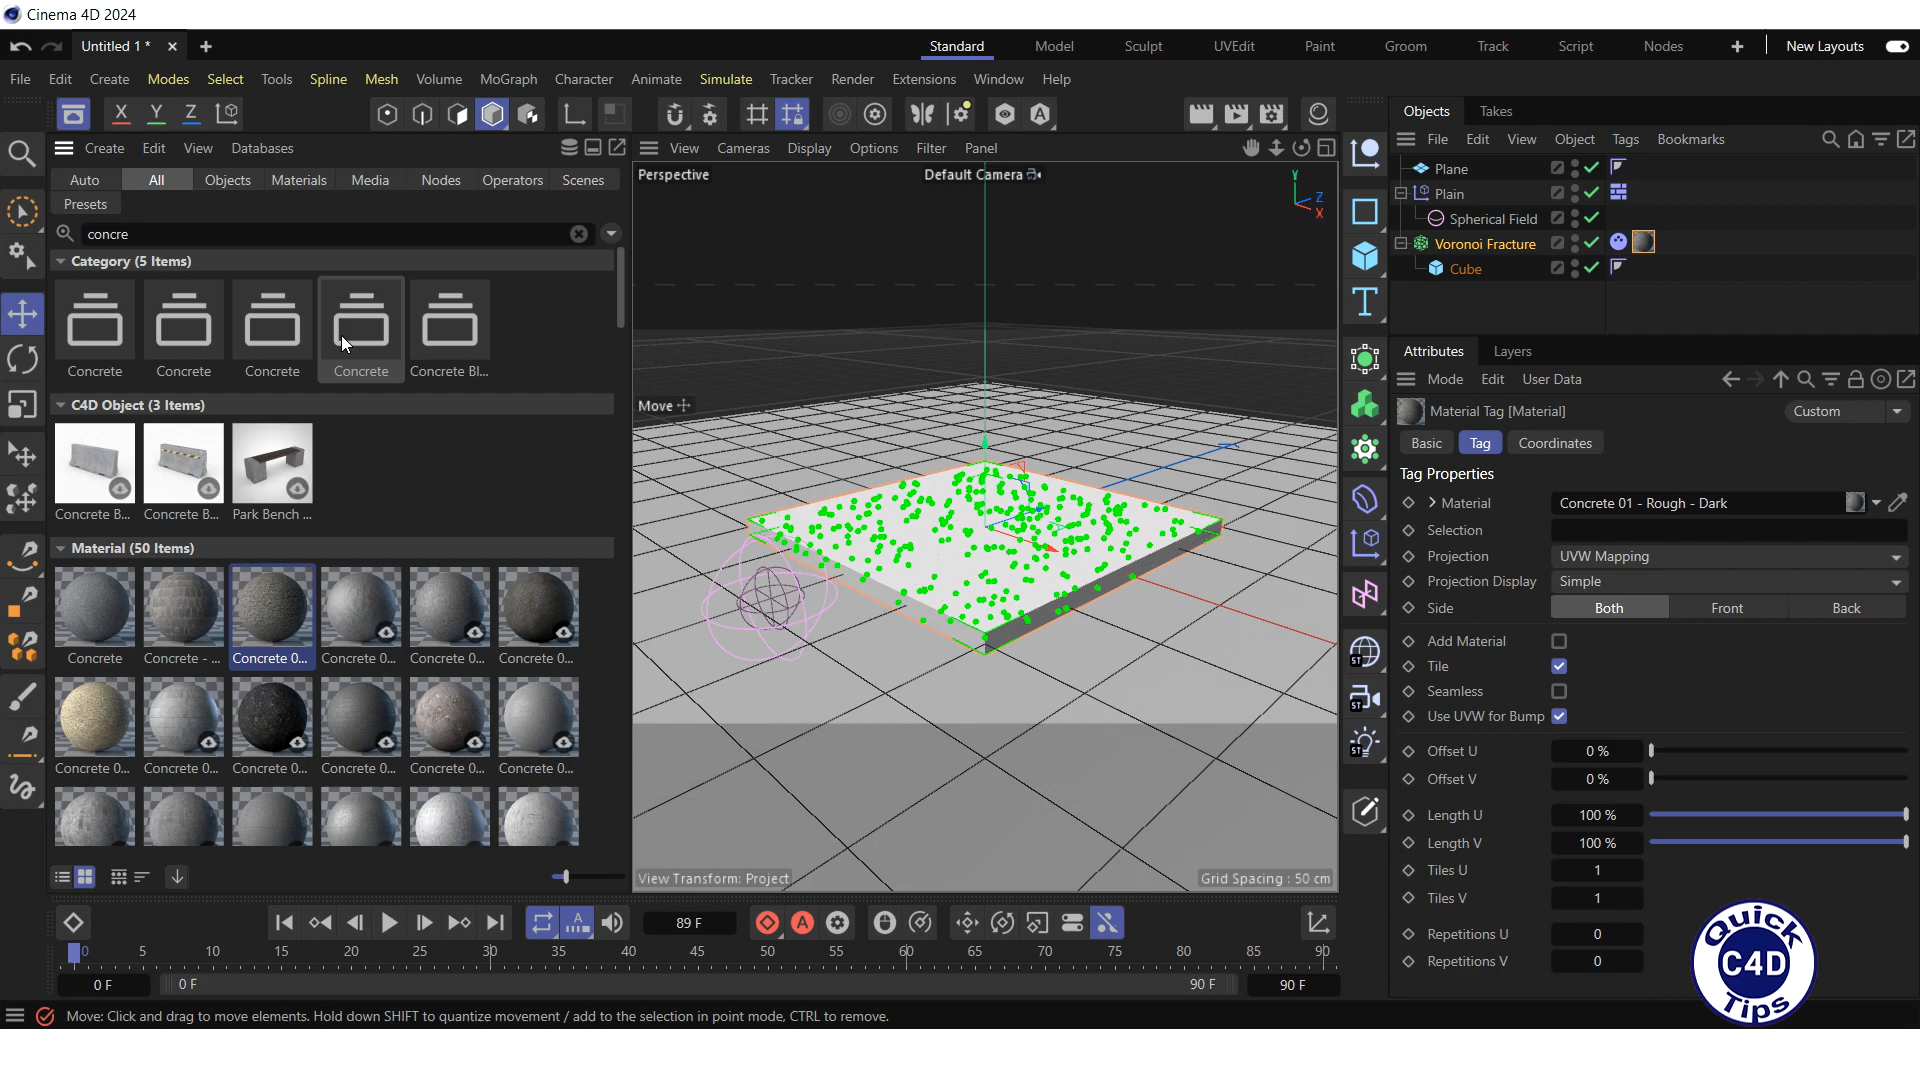 Cinema 4D 2024
Untitled 1 *
Standard Model Sculpt UVEdit Paint Groom Track Script Nodes New Layouts
File Edit Create Modes Select Tools Spline Mesh Volume MoGraph Character Animate Simulate Tracker Render Extensions Window Help
X Y Z
A
Objects Takes
File Edit View Object Tags Bookmarks
Create Edit View Databases
View Cameras Display Options Filter Panel
Auto All Objects Materials Media Nodes Operators Scenes
Presets
concre
Category (5 Items)
Concrete Concrete Concrete Concrete Concrete Bl...
C4D Object (3 Items)
Concrete B... Concrete B... Park Bench ...
Material (50 Items)
Concrete Concrete - ... Concrete 0... Concrete 0... Concrete 0... Concrete 0...
Concrete 0... Concrete 0... Concrete 0... Concrete 0... Concrete 0... Concrete 0...
Perspective
Default Camera
Y
Z
X
Move
View Transform: Project
Grid Spacing : 50 cm
T
ST
ST
ST
Plane
Plain
Spherical Field
Voronoi Fracture
Cube
Attributes Layers
Mode Edit User Data
Material Tag [Material]
Custom
Basic Tag Coordinates
Tag Properties
Material Concrete 01 - Rough - Dark
Selection
Projection UVW Mapping
Projection Display Simple
Side Both Front Back
Add Material
Tile
Seamless
Use UVW for Bump
Offset U 0 %
Offset V 0 %
Length U 100 %
Length V 100 %
Tiles U 1
Tiles V 1
Repetitions U 0
Repetitions V 0
A
89 F
A
0 5 10 15 20 25 30 35 40 45 50 55 60 65 70 75 80 85 90
0 F
0 F
90 F
90 F
Move: Click and drag to move elements. Hold down SHIFT to quantize movement / add to the selection in point mode, CTRL to remove.
Quick
C4D
Tips